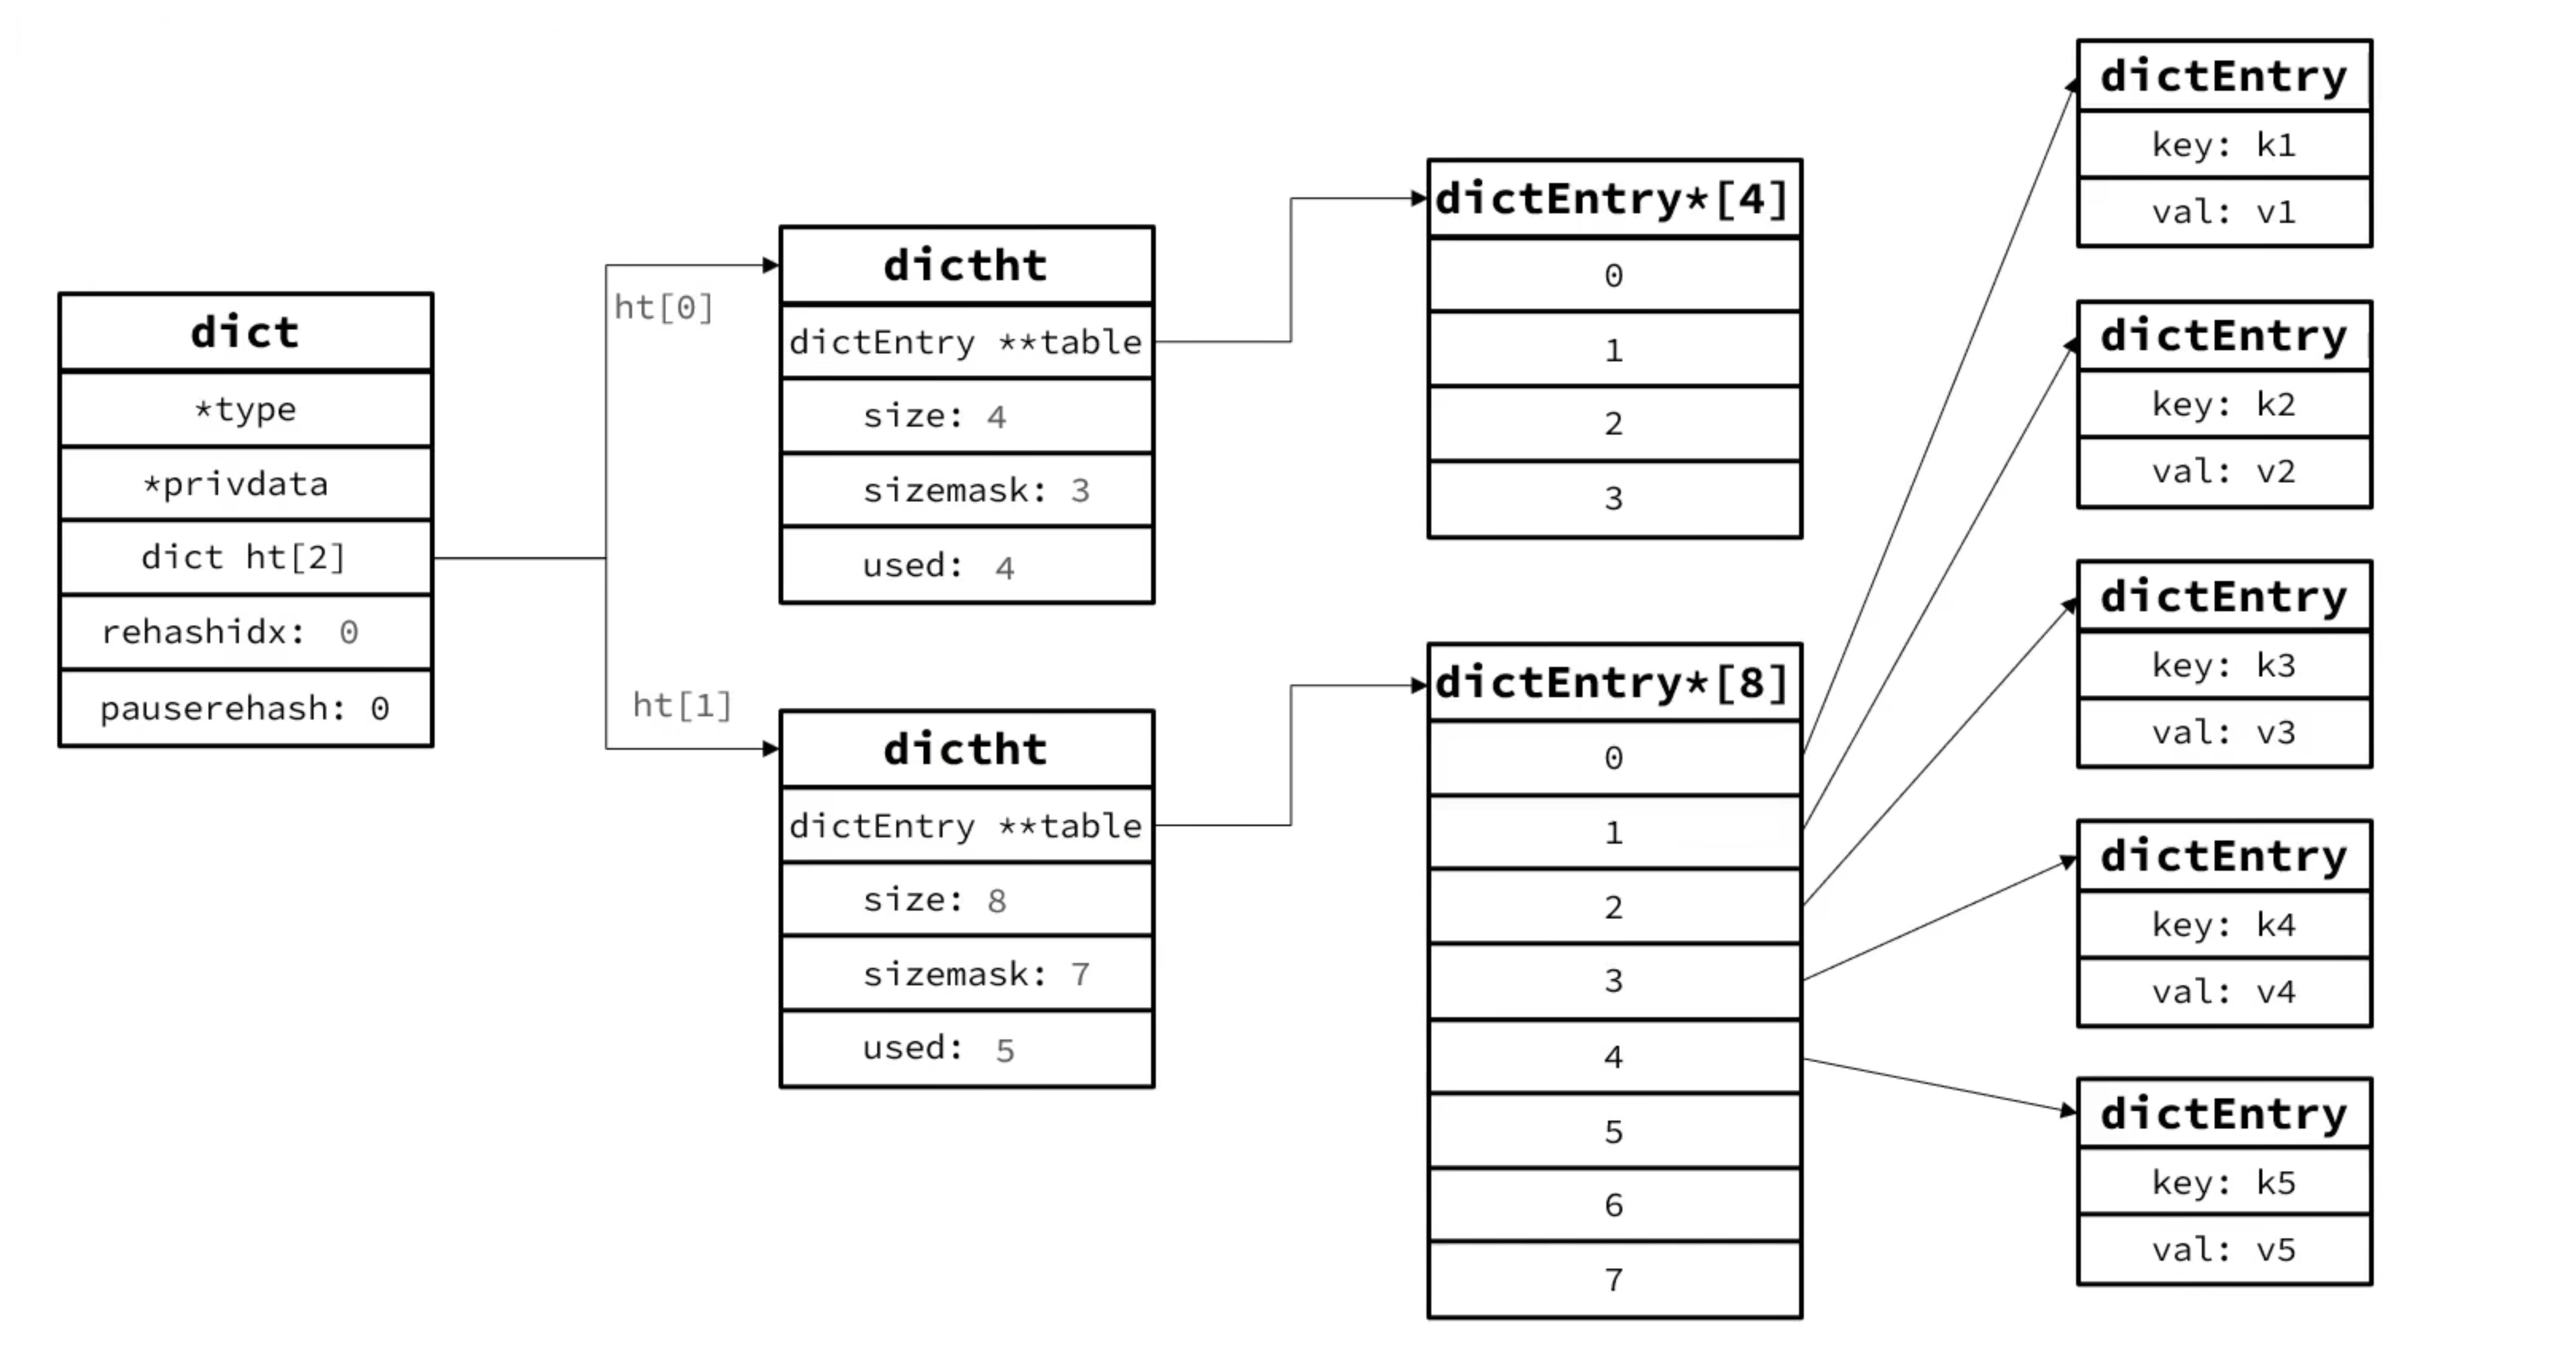 dict
*type
*privdata
dict ht[2]
rehashidx: 0
pauserehash: 0
ht[0]
ht[1]
dictht
dictEntry **table
size: 4
sizemask: 3
used: 4
dictht
dictEntry **table
size: 8
sizemask: 7
used: 5
dictEntry*[4]
0
1
2
3
dictEntry*[8]
0
1
2
3
4
5
6
7
dictEntry
key: k1
val: v1
dictEntry
key: k2
val: v2
dictEntry
key: k3
val: v3
dictEntry
key: k4
val: v4
dictEntry
key: k5
val: v5